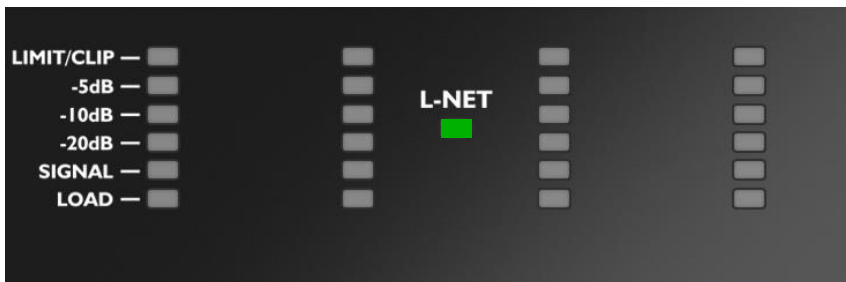 LIMIT/CLIP
-5dB
-10dB
-20dB
SIGNAL
LOAD
L-NET